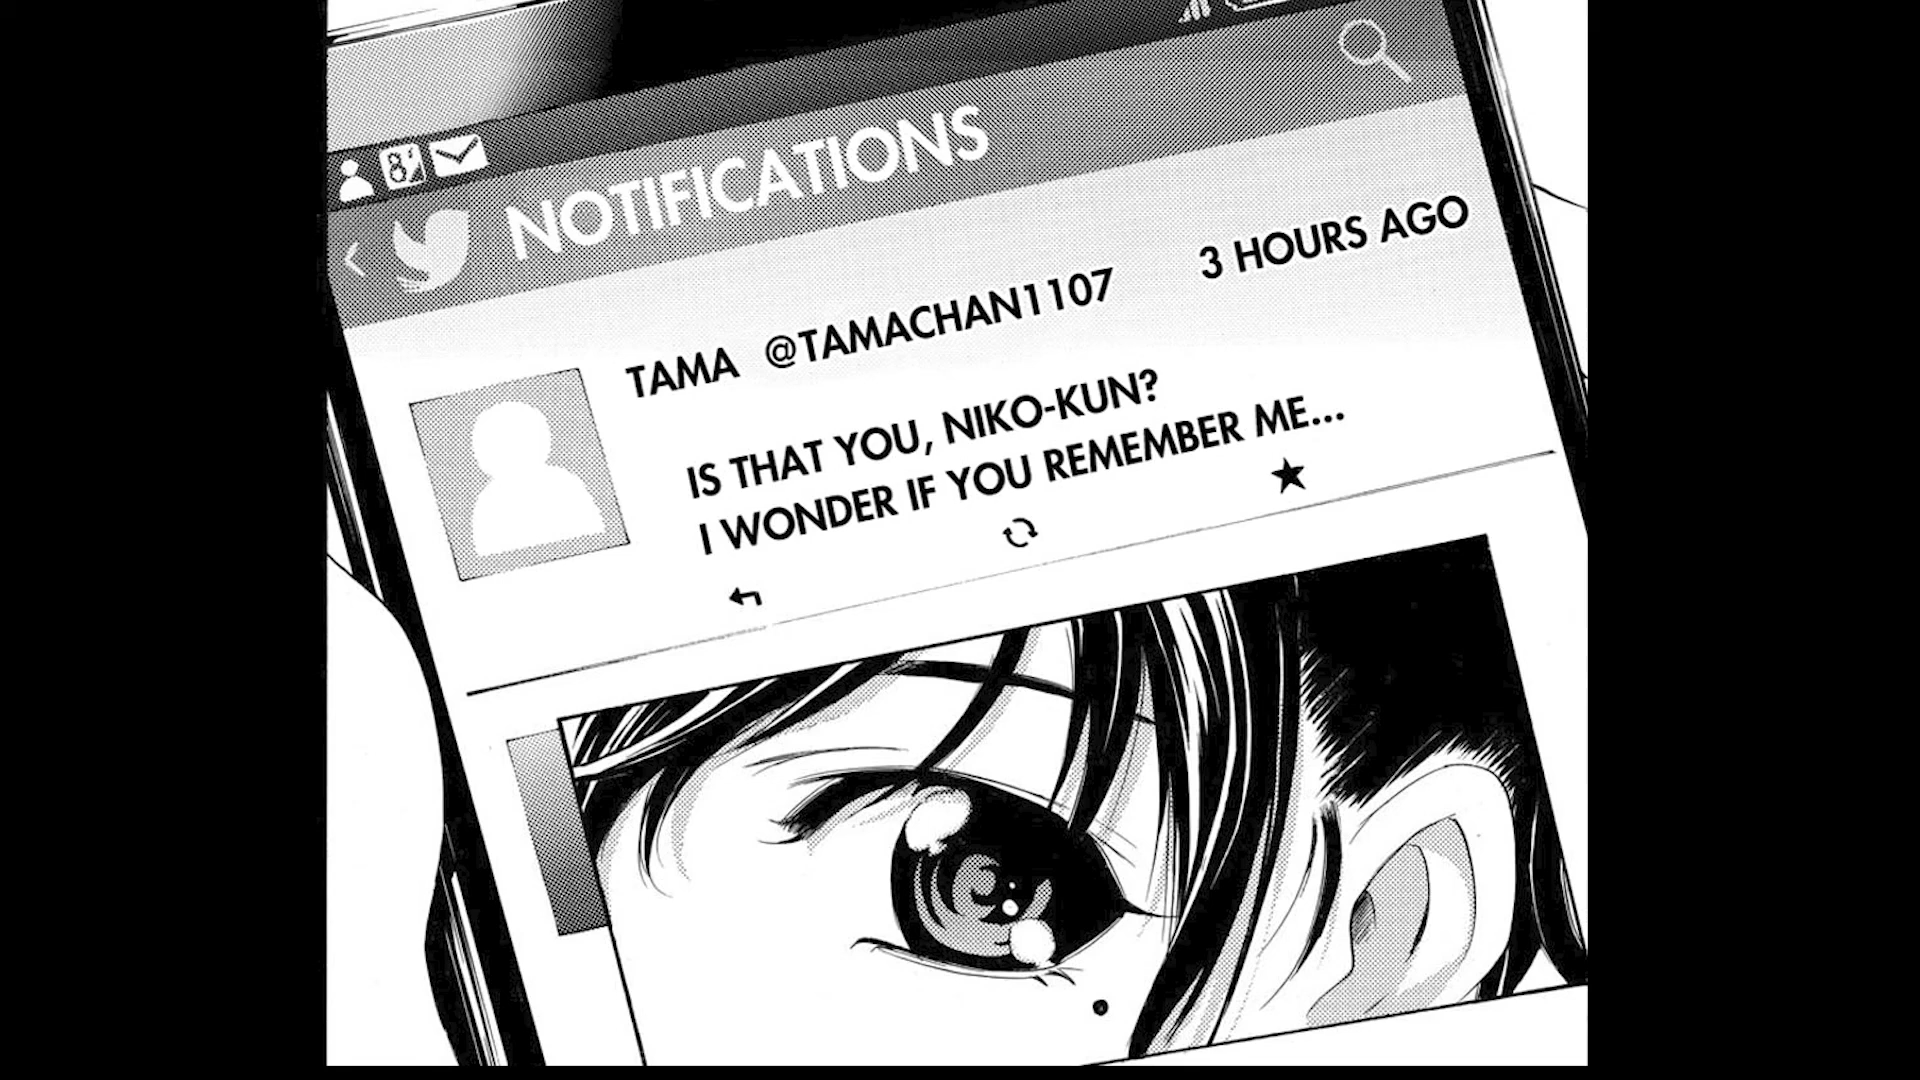 NOTIFICATIONS
TAMA @TAMACHAN1107 3 HOURS AGO
IS THAT YOU, NIKO-KUN?
I WONDER IF YOU REMEMBER ME...